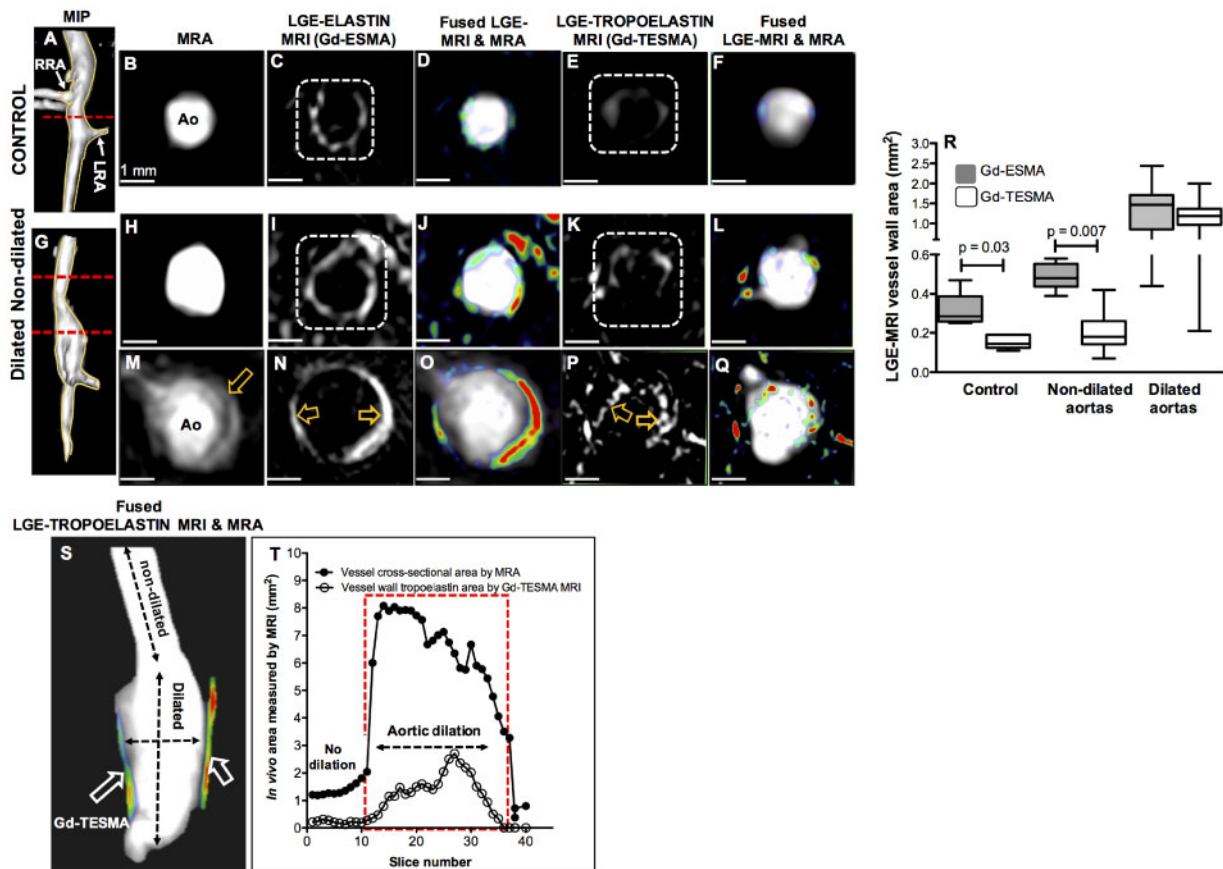 MIP
MRA
LGE-ELASTIN
MRI (Gd-ESMA)
Fused LGE-
MRI & MRA
LGE-TROPOELASTIN
MRI (Gd-TESMA)
Fused
LGE-MRI & MRA
CONTROL
A
RRA
LRA
B
Ao
1 mm
C
D
E
F
Dilated Non-dilated
G
H
I
J
K
L
M
Ao
N
O
P
Q
R
LGE-MRI vessel wall area (mm²)
3.0
2.5
2.0
1.5
1.0
0.6
0.4
0.2
0.0
Gd-ESMA
Gd-TESMA
p = 0.03
p = 0.007
Control
Non-dilated
aortas
Dilated
aortas
Fused
LGE-TROPOELASTIN MRI & MRA
S
non-dilated
Dilated
Gd-TESMA
T
In vivo area measured by MRI (mm²)
10
9
8
7
6
5
4
3
2
1
0
Vessel cross-sectional area by MRA
Vessel wall tropoelastin area by Gd-TESMA MRI
No
dilation
Aortic dilation
0 10 20 30 40
Slice number